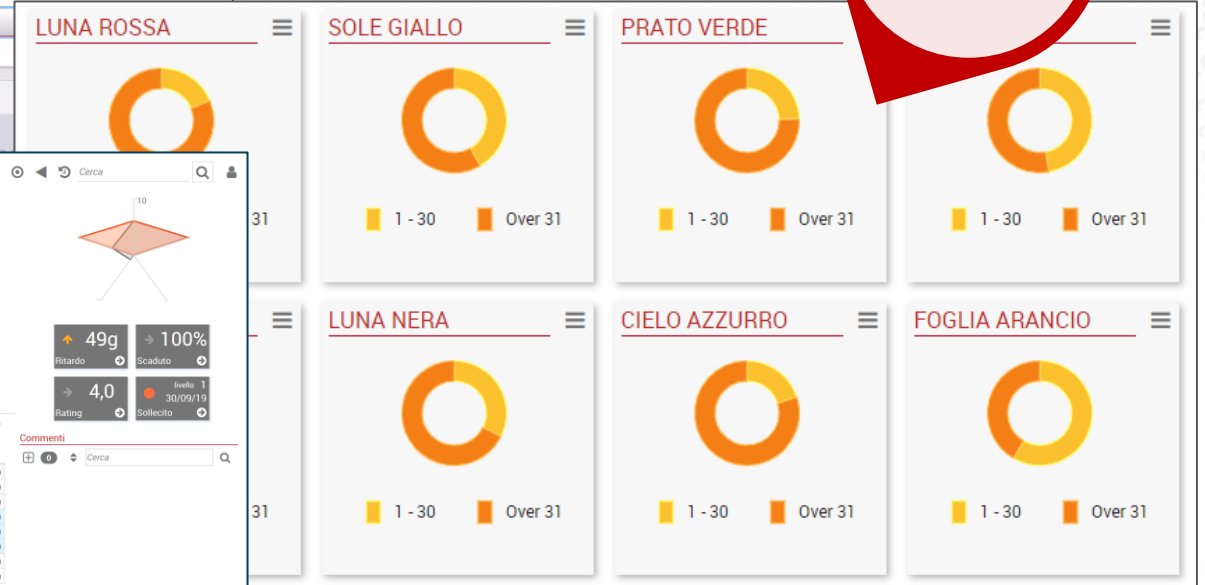 LUNA ROSSA
SOLE GIALLO
PRATO VERDE
31
1 - 30
Over 31
1 - 30
Over 31
1 - 30
Over 31
Cerca
10
49g
Ritardo
100%
Scaduto
4,0
Rating
livello 1
30/09/19
Sollecito
Commenti
0
Cerca
LUNA NERA
CIELO AZZURRO
FOGLIA ARANCIO
31
1 - 30
Over 31
1 - 30
Over 31
1 - 30
Over 31